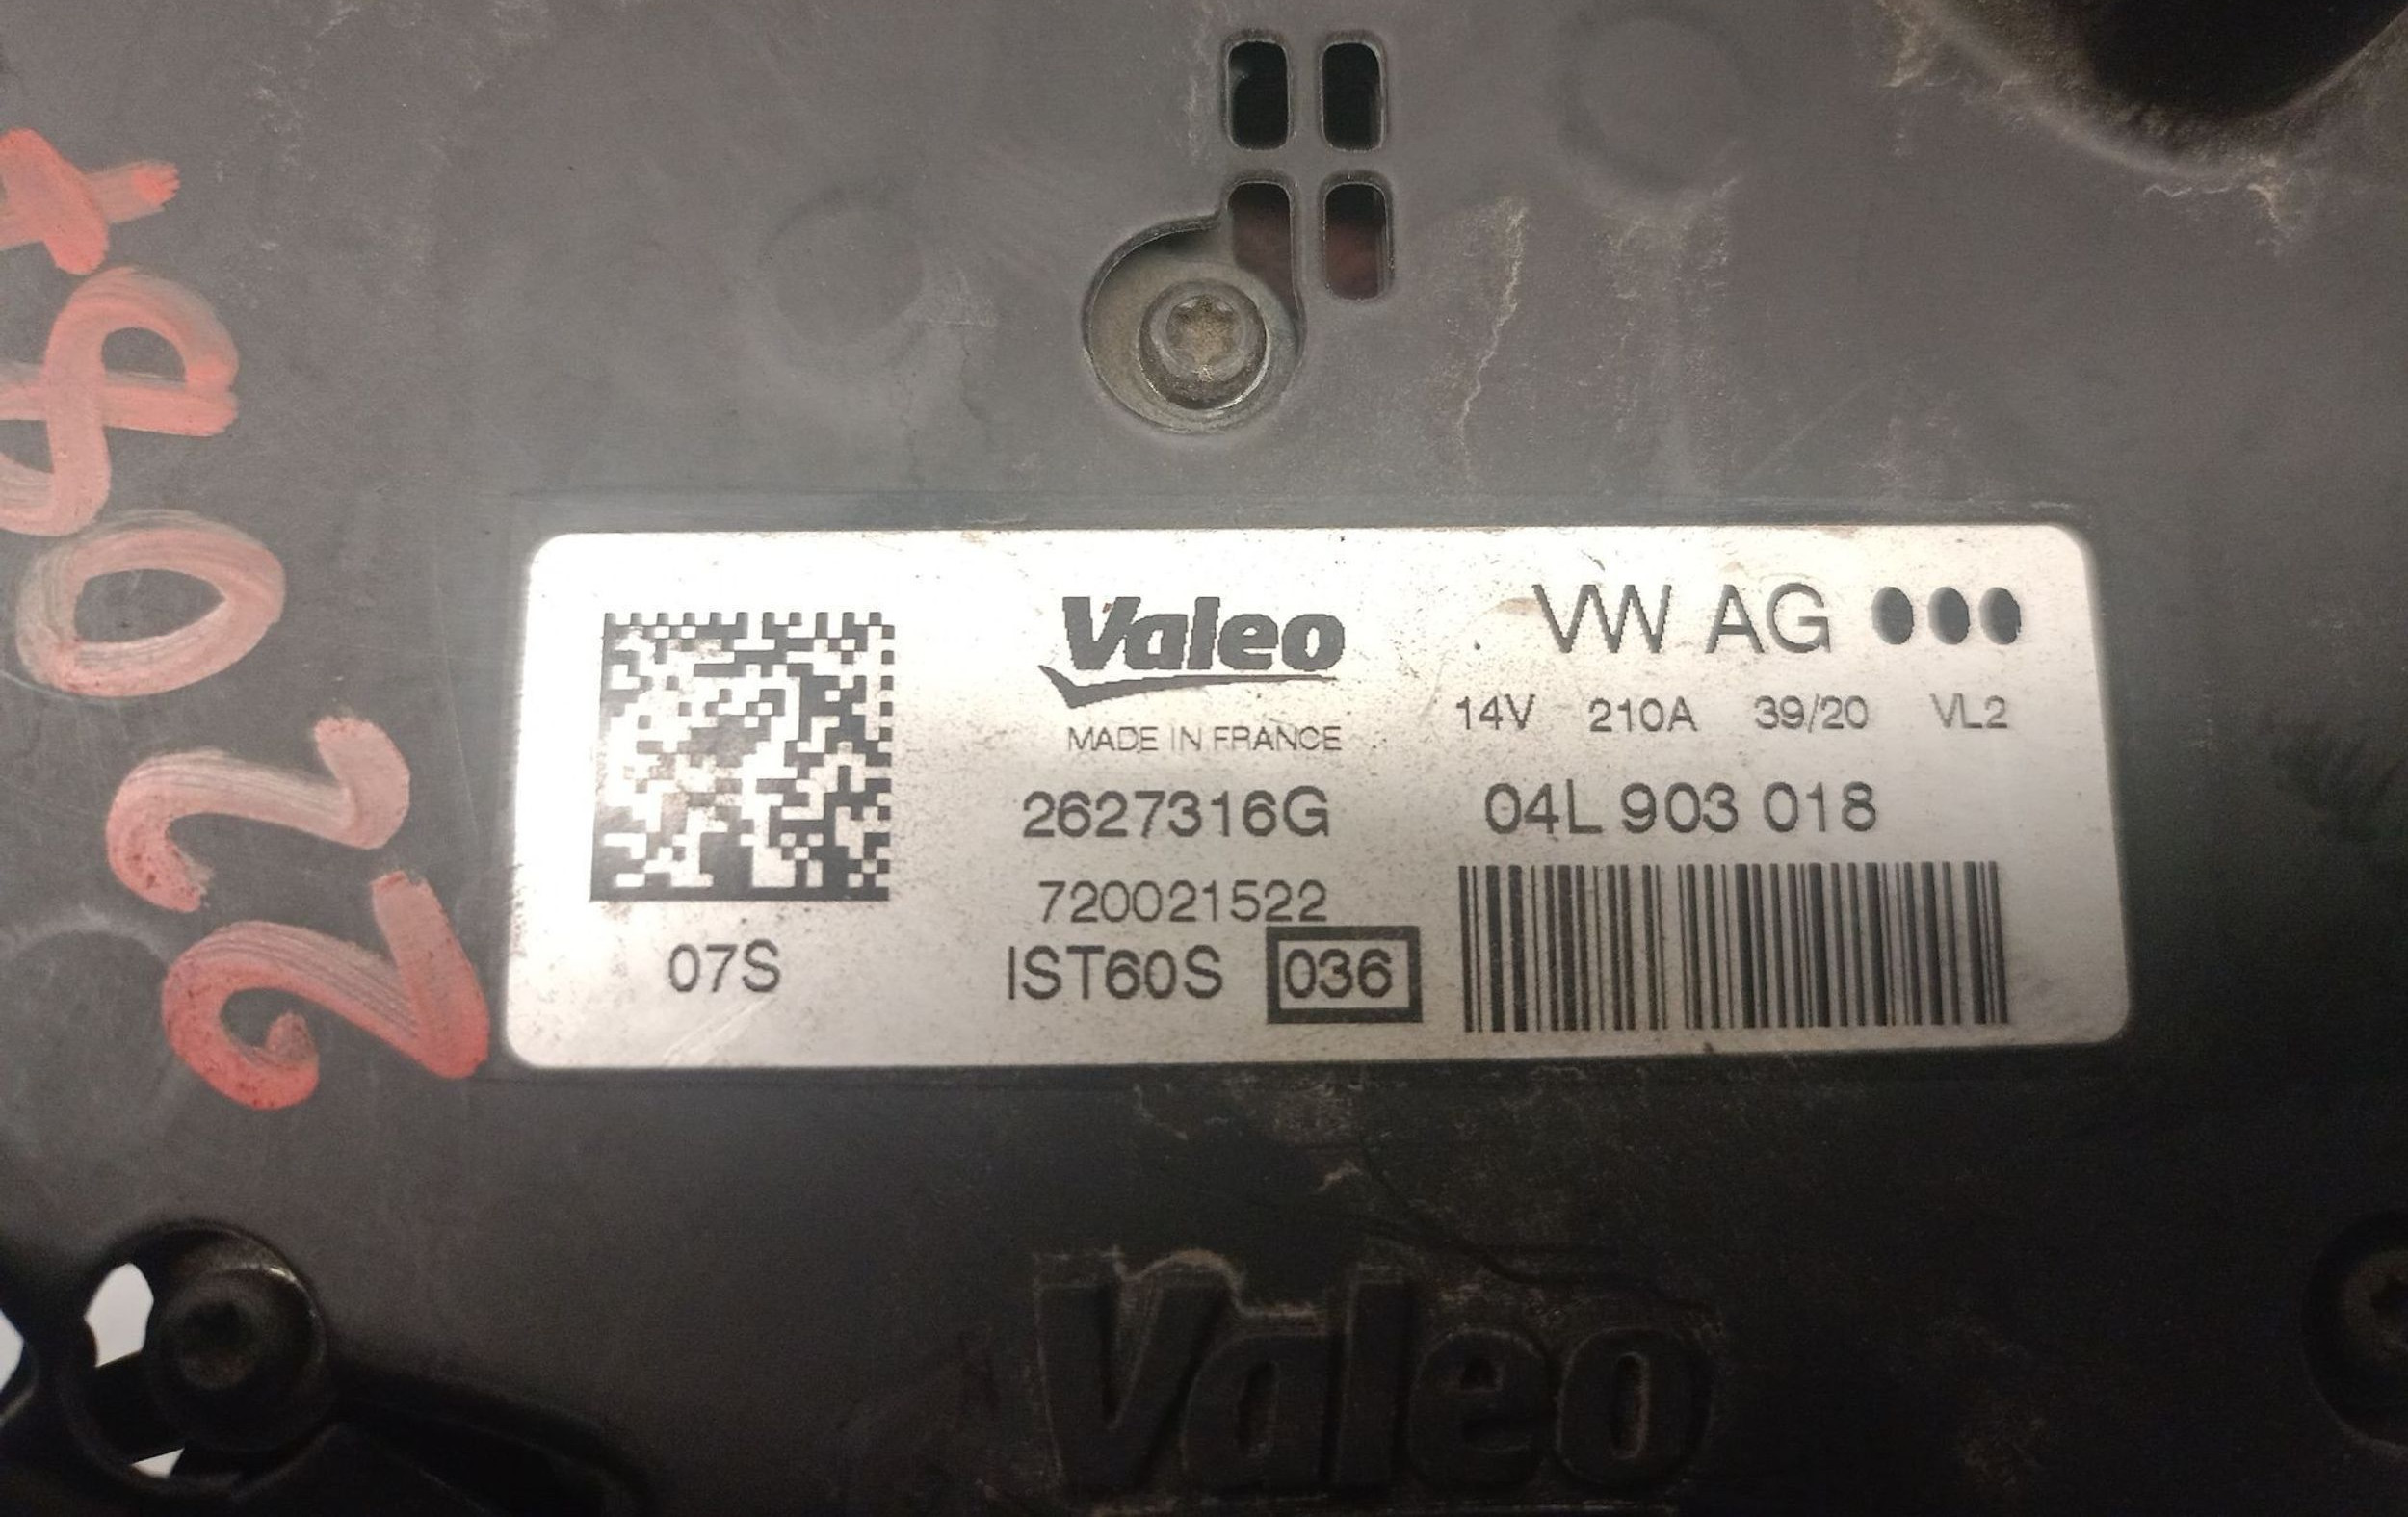 Valeo
MADE IN FRANCE
2627316G
720021522
IST60S 036
07S
VW AG
14V 210A 39/20 VL2
04L 903 018
Valeo